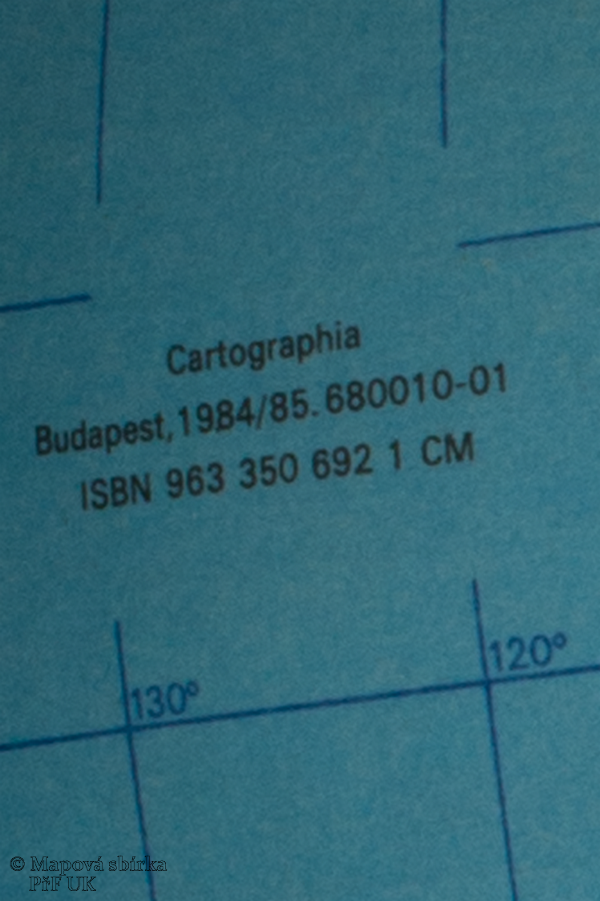 Cartographia
Budapest, 1984/85. 680010-01
ISBN 963 350 692 1 CM
120°
130°
© Mapová sbírka
PřF UK